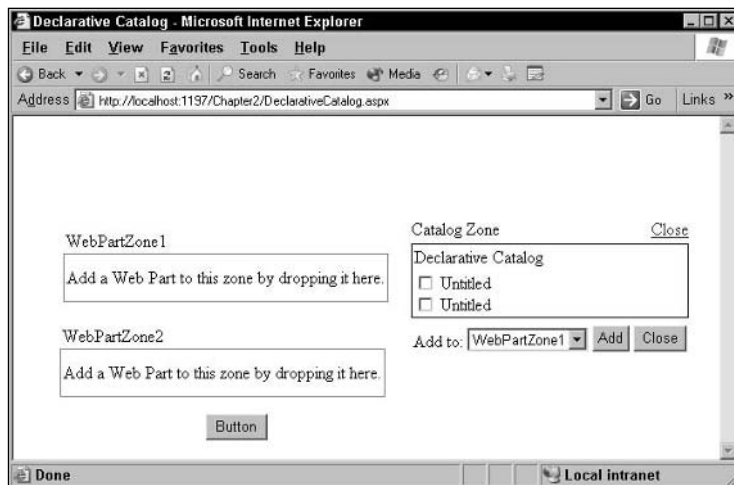 Declarative Catalog - Microsoft Internet Explorer
File Edit View Favorites Tools Help
Back Search Favorites Media
Address http://localhost:1197/Chapter2/DeclarativeCatalog.aspx Go Links »
Catalog Zone Close
WebPartZone1
Declarative Catalog
Add a Web Part to this zone by dropping it here.
Untitled
Untitled
WebPartZone2
Add to: WebPartZone1 Add Close
Add a Web Part to this zone by dropping it here.
Button
Done Local intranet